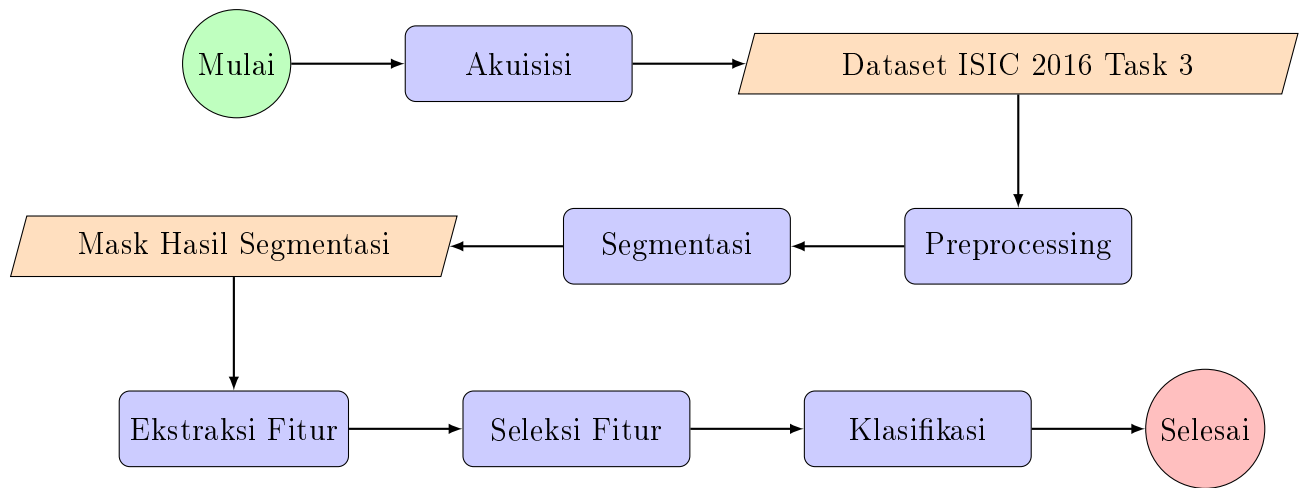 Mulai
Akuisisi
Dataset ISIC 2016 Task 3
Preprocessing
Segmentasi
Mask Hasil Segmentasi
Ekstraksi Fitur
Seleksi Fitur
Klasifikasi
Selesai